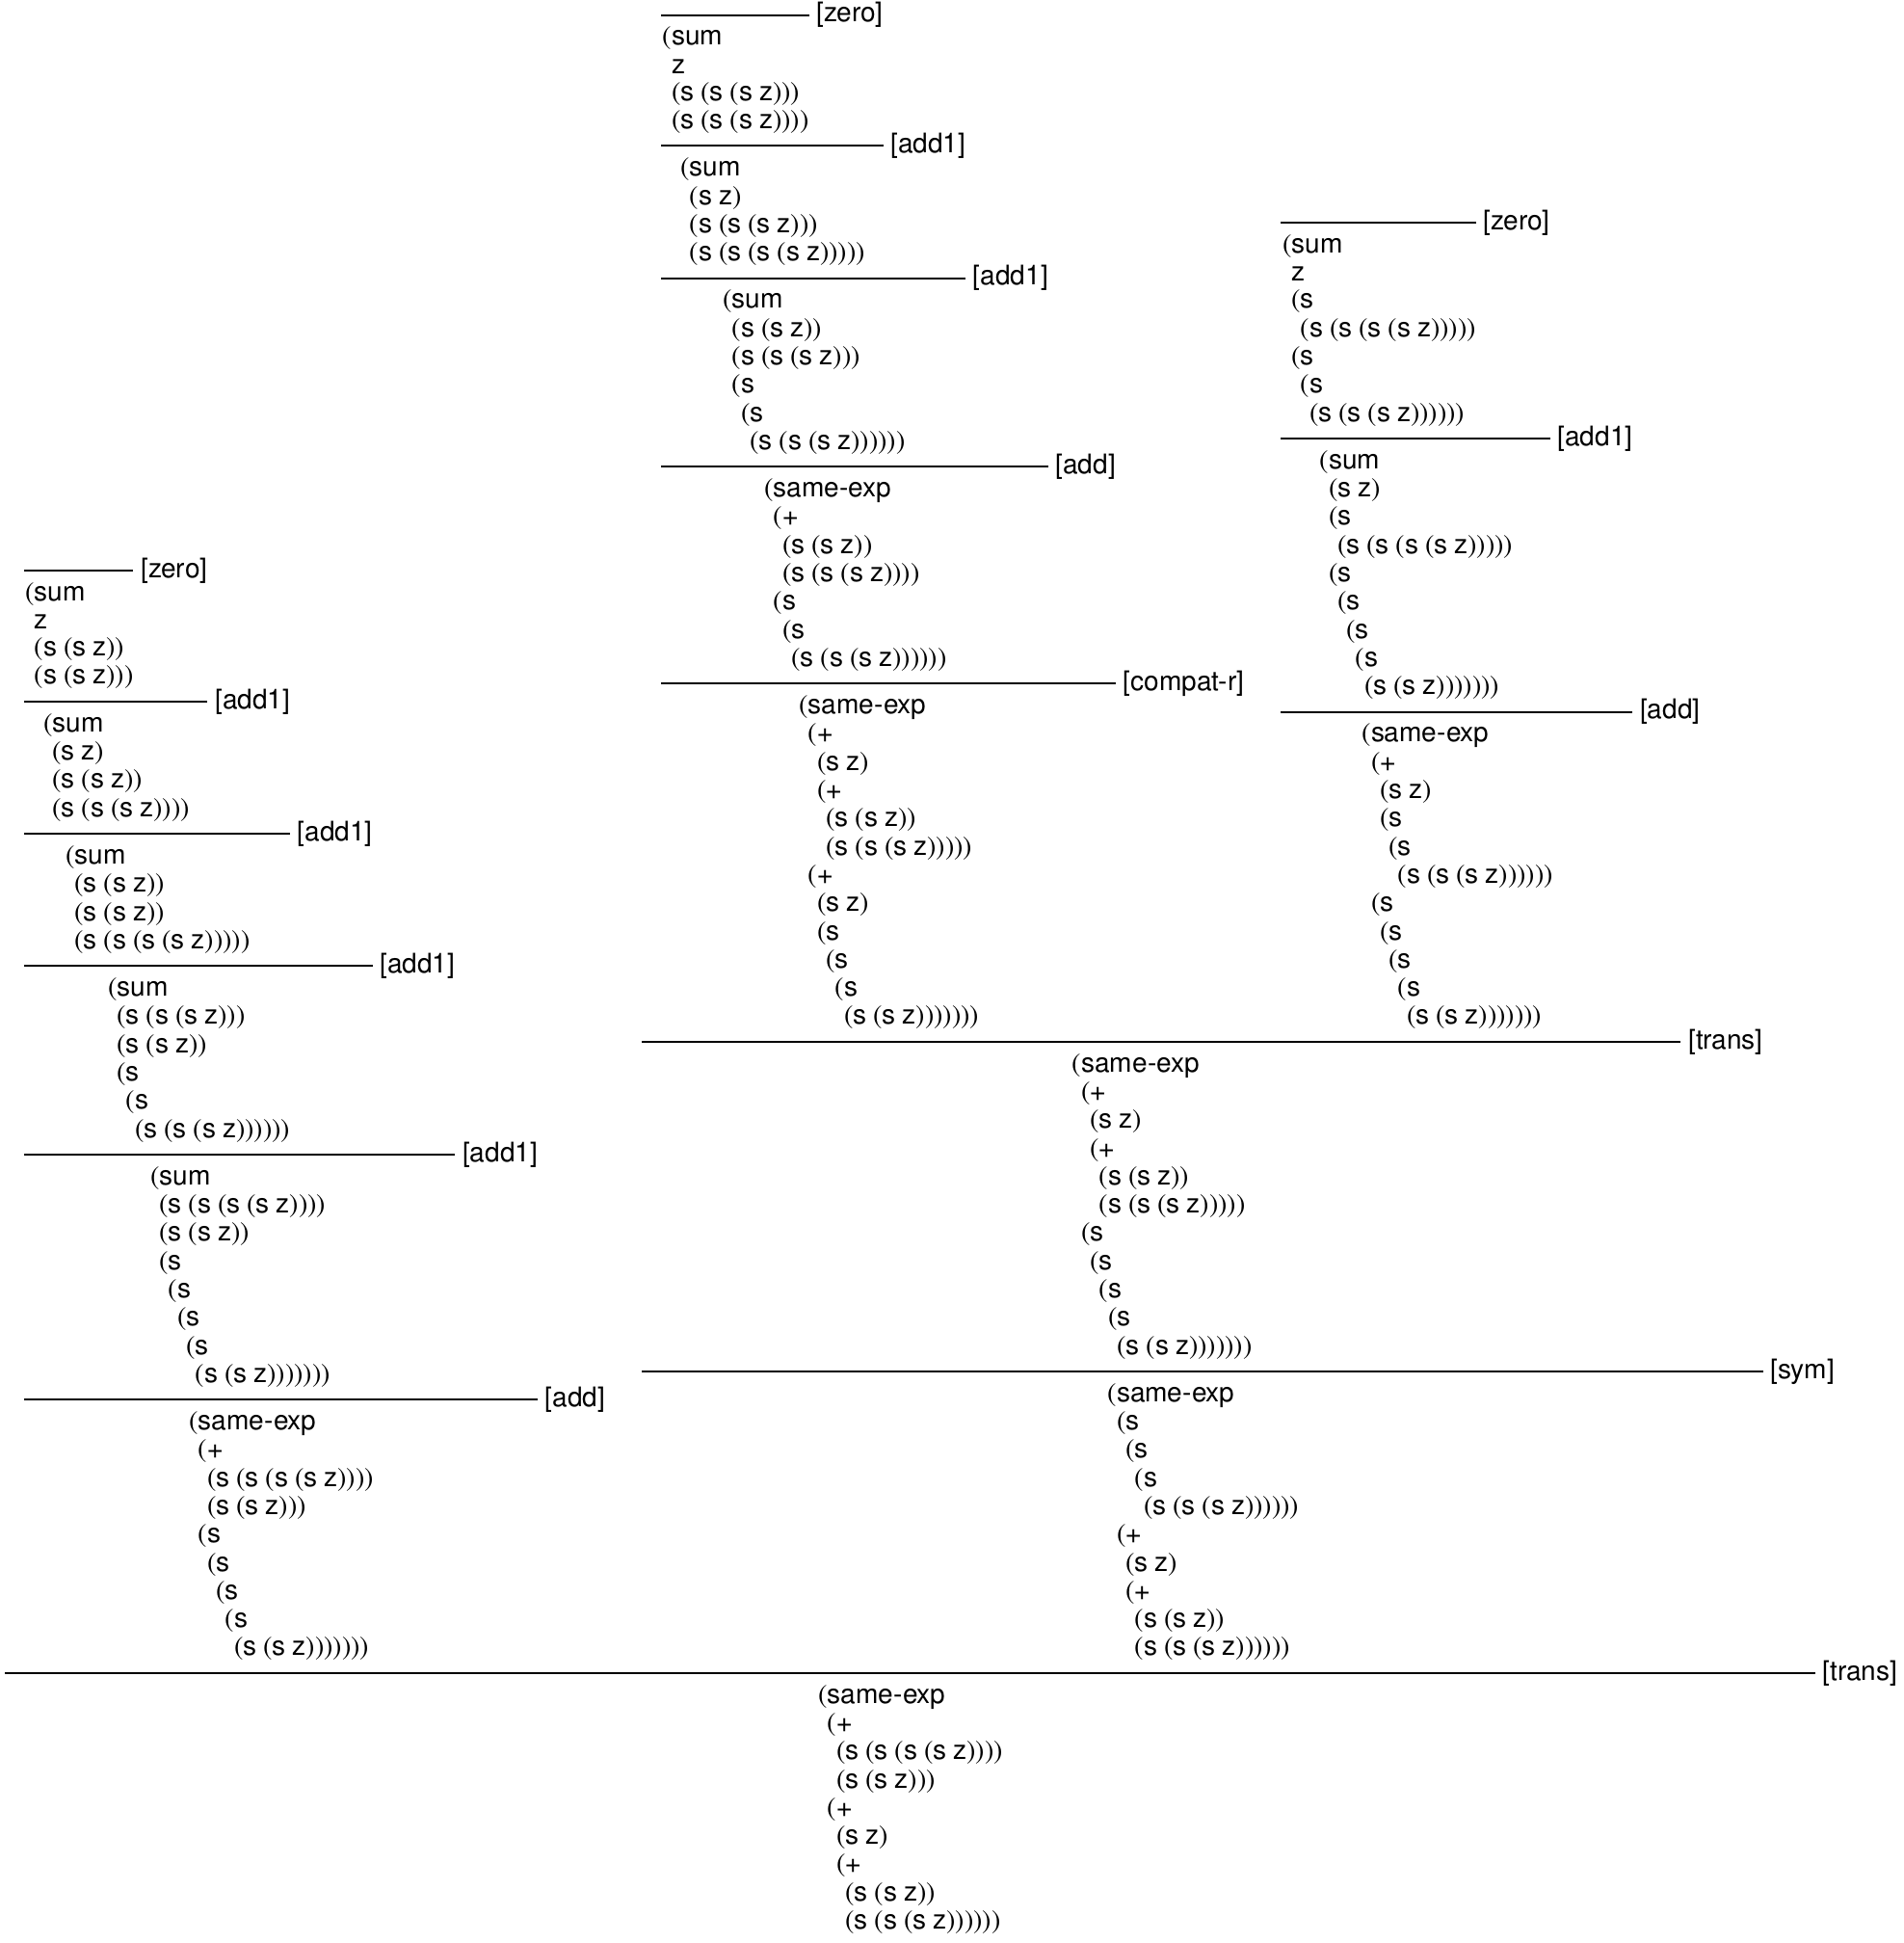 [zero]
(sum
z
(s (s z))
(s (s z)))
[add1]
(sum
(s z)
(s (s z))
(s (s (s z))))
[add1]
(sum
(s (s z))
(s (s z))
(s (s (s (s z)))))
[add1]
(sum
(s (s (s z)))
(s (s z))
(s
(s
(s (s (s z))))))
[add1]
(sum
(s (s (s (s z))))
(s (s z))
(s
(s
(s
(s
(s (s z)))))))
[add]
(same-exp
(+
(s (s (s (s z))))
(s (s z)))
(s
(s
(s
(s
(s (s z)))))))
[zero]
(sum
z
(s (s (s z)))
(s (s (s z))))
[add1]
(sum
(s z)
(s (s (s z)))
(s (s (s (s z)))))
[add1]
(sum
(s (s z))
(s (s (s z)))
(s
(s
(s (s (s z))))))
[add]
(same-exp
(+
(s (s z))
(s (s (s z))))
(s
(s
(s (s (s z))))))
[compat-r]
(same-exp
(+
(s z)
(+
(s (s z))
(s (s (s z)))))
(+
(s z)
(s
(s
(s
(s (s z)))))))
[zero]
(sum
z
(s
(s (s (s (s z)))))
(s
(s
(s (s (s z))))))
[add1]
(sum
(s z)
(s
(s (s (s (s z)))))
(s
(s
(s
(s
(s (s z)))))))
[add]
(same-exp
(+
(s z)
(s
(s
(s (s (s z))))))
(s
(s
(s
(s
(s (s z)))))))
[trans]
(same-exp
(+
(s z)
(+
(s (s z))
(s (s (s z)))))
(s
(s
(s
(s
(s (s z)))))))
[sym]
(same-exp
(s
(s
(s
(s (s (s z))))))
(+
(s z)
(+
(s (s z))
(s (s (s z))))))
[trans]
(same-exp
(+
(s (s (s (s z))))
(s (s z)))
(+
(s z)
(+
(s (s z))
(s (s (s z))))))